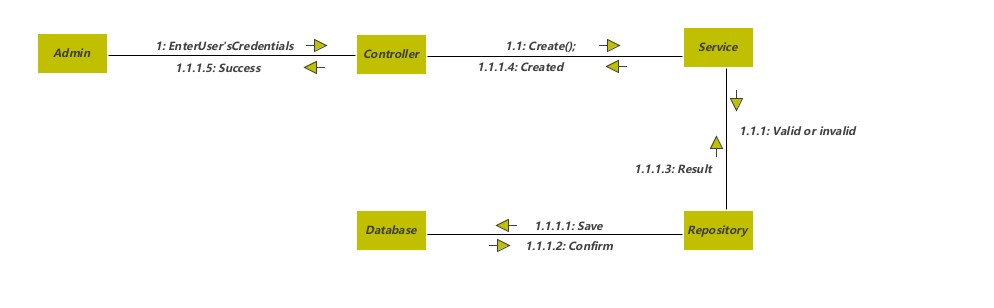 Admin
1: EnterUser'sCredentials
1.1.1.5: Success
Controller
1.1: Create();
1.1.1.4: Created
Service
1.1.1: Valid or invalid
1.1.1.3: Result
Database
1.1.1.1: Save
1.1.1.2: Confirm
Repository